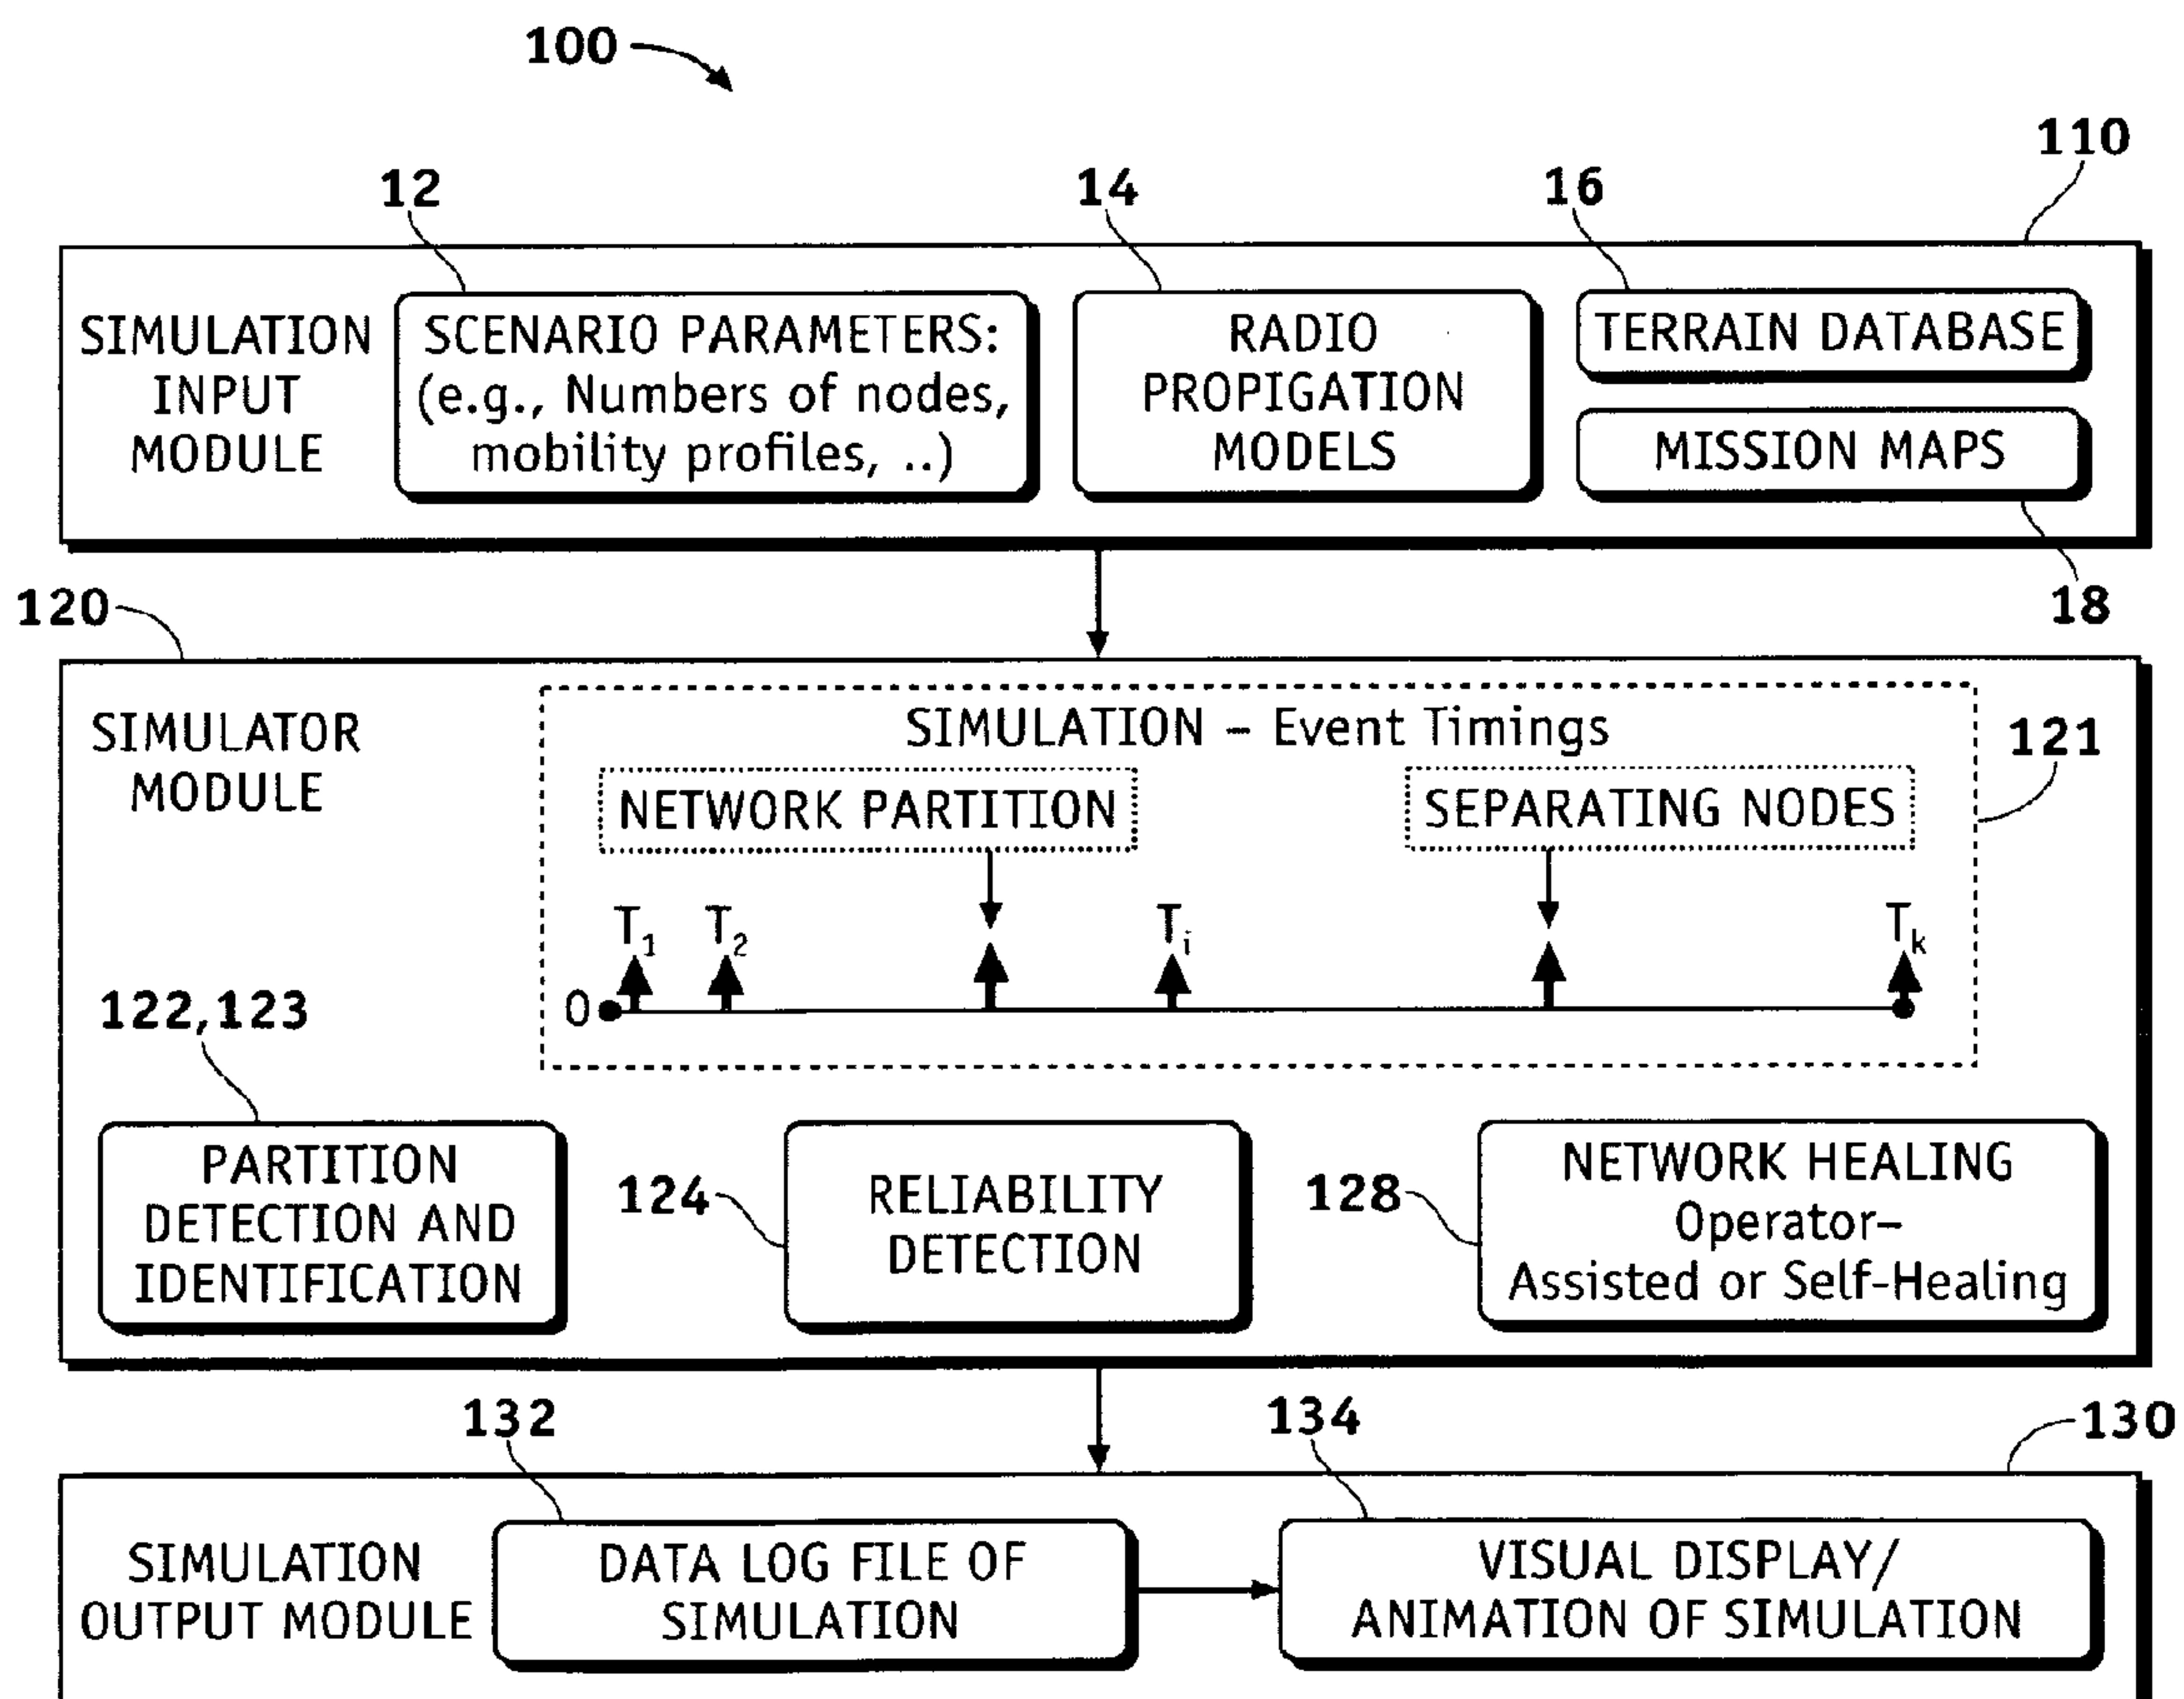 100
110
12
14
16
SIMULATION
INPUT
MODULE
SCENARIO PARAMETERS:
(e.g., Numbers of nodes,
mobility profiles, ..)
RADIO
PROPIGATION
MODELS
TERRAIN DATABASE
MISSION MAPS
18
120
SIMULATOR
MODULE
SIMULATION – Event Timings
121
NETWORK PARTITION
SEPARATING NODES
T1 T2 Ti Tk
0
122,123
PARTITION
DETECTION AND
IDENTIFICATION
124
RELIABILITY
DETECTION
128
NETWORK HEALING
Operator–
Assisted or Self-Healing
132
134
130
SIMULATION
OUTPUT MODULE
DATA LOG FILE OF
SIMULATION
VISUAL DISPLAY/
ANIMATION OF SIMULATION